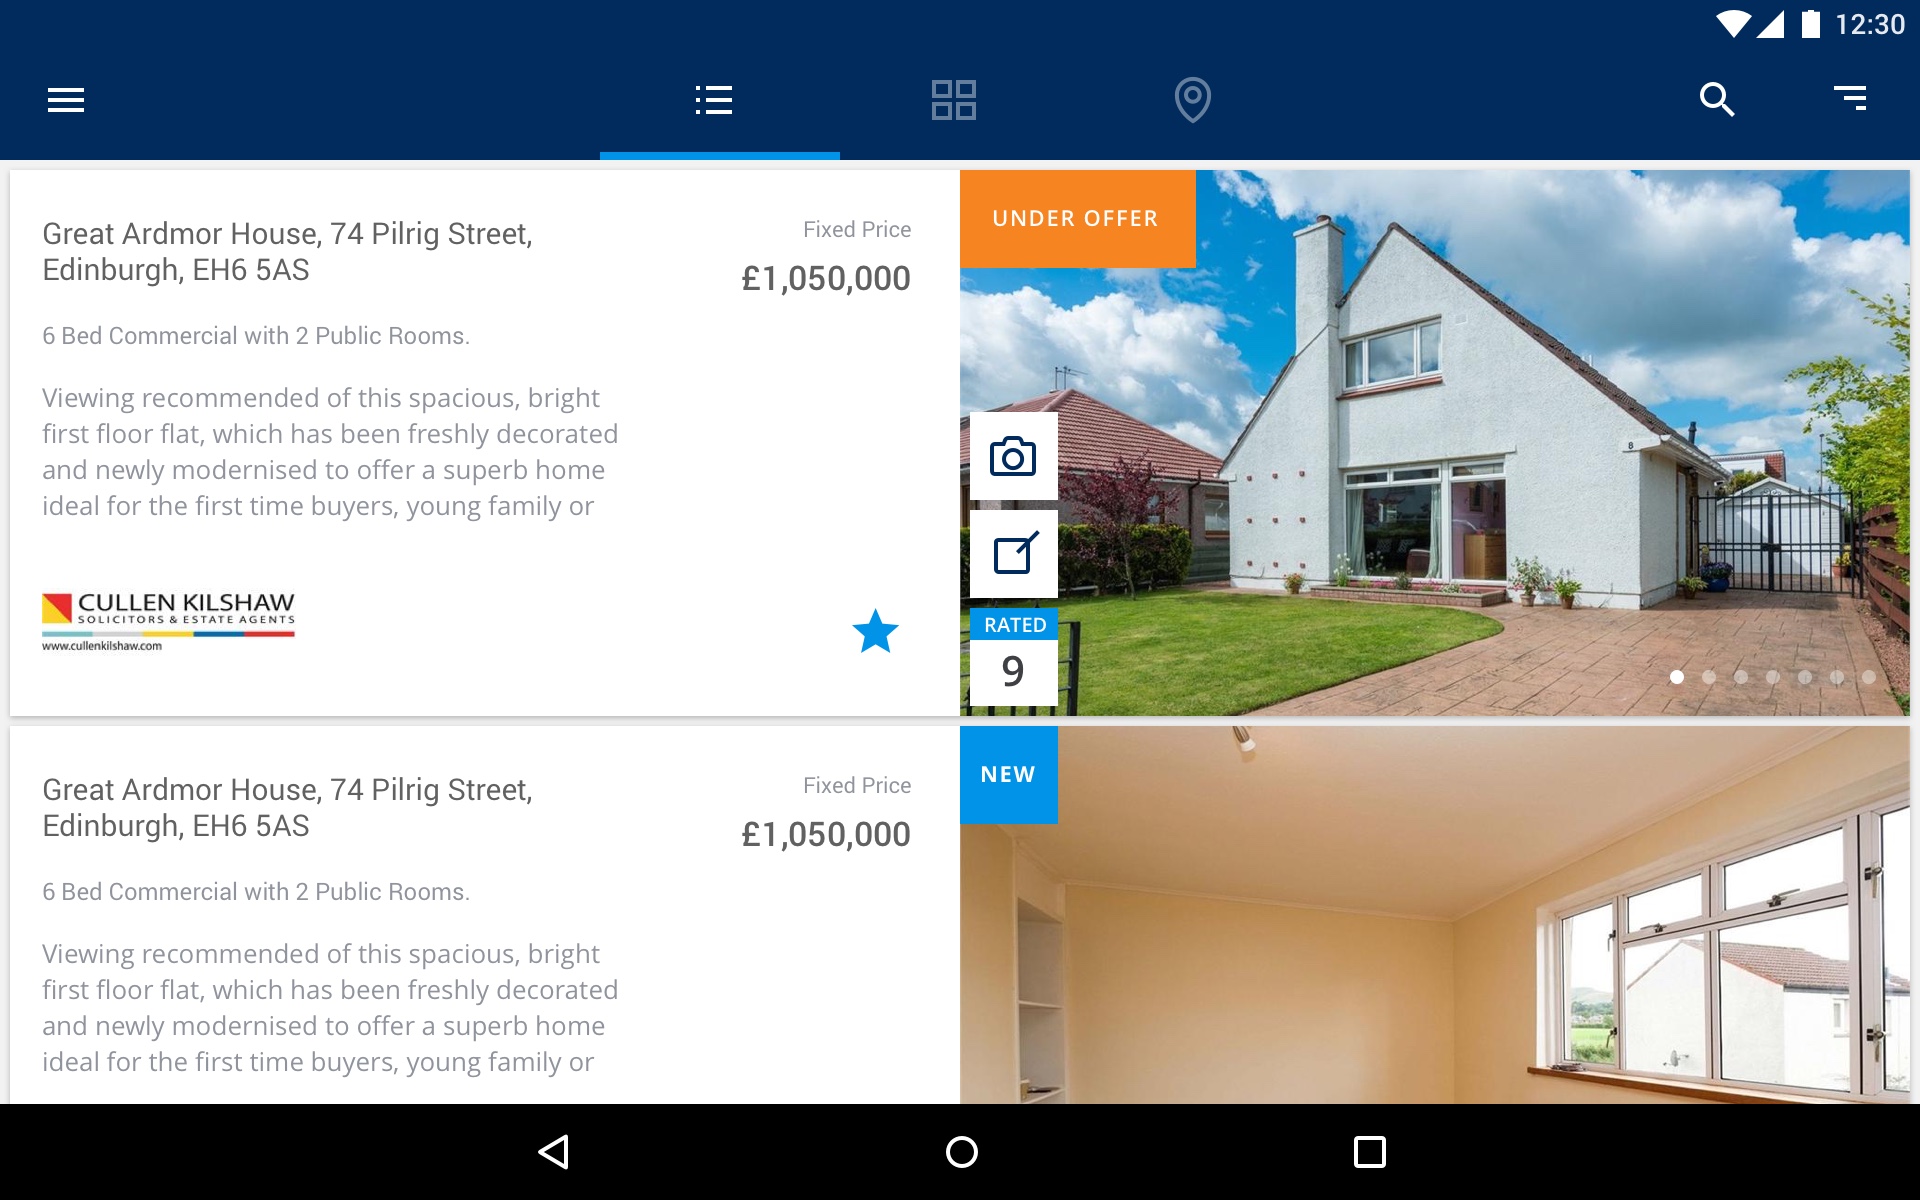 12:30
Great Ardmor House, 74 Pilrig Street,
Edinburgh, EH6 5AS
Fixed Price
£1,050,000
6 Bed Commercial with 2 Public Rooms.
Viewing recommended of this spacious, bright
first floor flat, which has been freshly decorated
and newly modernised to offer a superb home
ideal for the first time buyers, young family or
CULLEN KILSHAW
SOLICITORS & ESTATE AGENTS
www.cullenkilshaw.com
UNDER OFFER
8
RATED
9
Great Ardmor House, 74 Pilrig Street,
Edinburgh, EH6 5AS
Fixed Price
£1,050,000
6 Bed Commercial with 2 Public Rooms.
Viewing recommended of this spacious, bright
first floor flat, which has been freshly decorated
and newly modernised to offer a superb home
ideal for the first time buyers, young family or
NEW